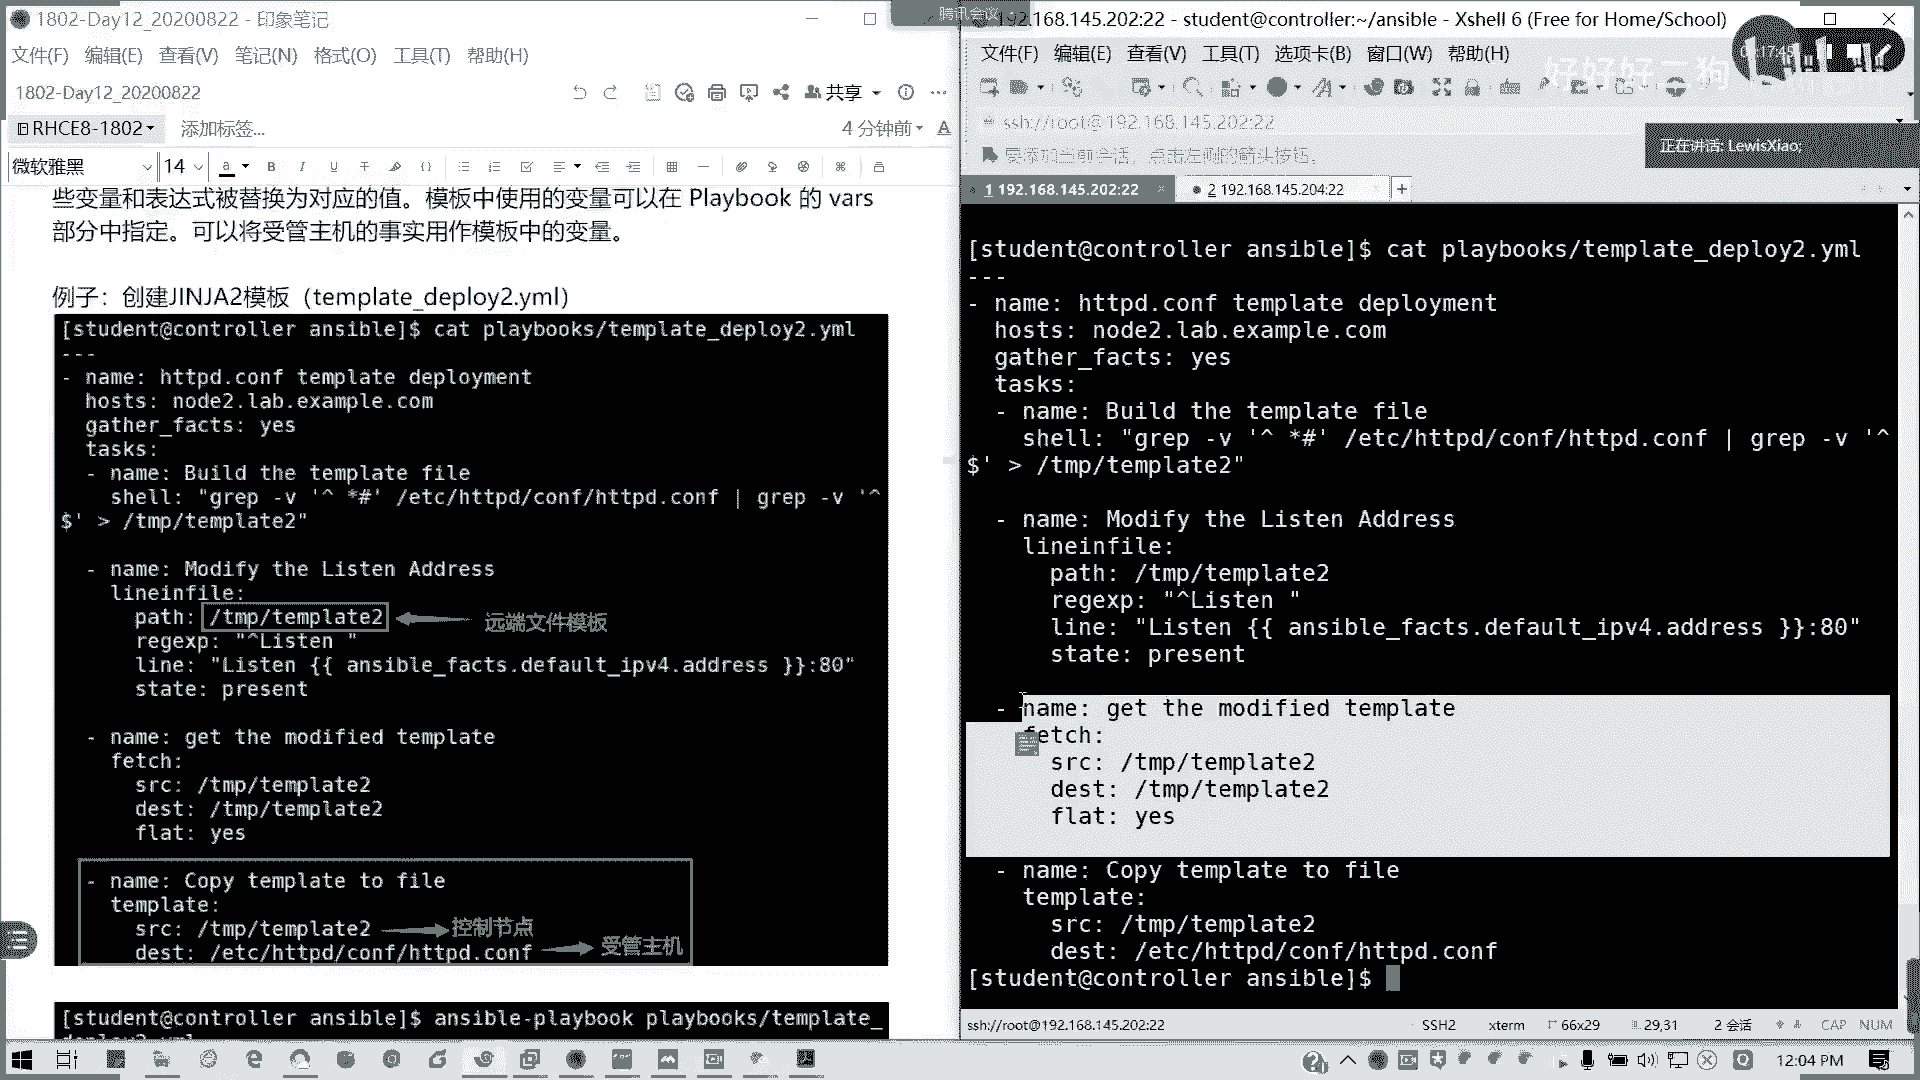 1802-Day12_20200822 - 印象笔记
文件(F) 编辑(E) 查看(V) 笔记(N) 格式(O) 工具(T) 帮助(H)
1802-Day12_20200822
共享
RHCE8-1802
添加标签...
4 分钟前
微软雅黑
14
些变量和表达式被替换为对应的值。模板中使用的变量可以在 Playbook 的 vars
部分中指定。可以将受管主机的事实用作模板中的变量。
例子：创建JINJA2模板（template_deploy2.yml）
[student@controller ansible]$ cat playbooks/template_deploy2.yml
---
- name: httpd.conf template deployment
hosts: node2.lab.example.com
gather_facts: yes
tasks:
- name: Build the template file
shell: "grep -v '^ *#' /etc/httpd/conf/httpd.conf | grep -v '^
$' > /tmp/template2"
- name: Modify the Listen Address
lineinfile:
path: /tmp/template2
远端文件模板
regexp: "^Listen "
line: "Listen {{ ansible_facts.default_ipv4.address }}:80"
state: present
- name: get the modified template
fetch:
src: /tmp/template2
dest: /tmp/template2
flat: yes
- name: Copy template to file
template:
src: /tmp/template2
控制节点
dest: /etc/httpd/conf/httpd.conf
受管主机
[student@controller ansible]$ ansible-playbook playbooks/template_
腾讯会议
192.168.145.202:22 - student@controller:~/ansible - Xshell 6 (Free for Home/School)
文件(F) 编辑(E) 查看(V) 工具(T) 选项卡(B) 窗口(W) 帮助(H)
好好好二狗
ssh://root@192.168.145.202:22
要添加当前会话，点击左侧的箭头按钮。
正在讲话: LewisXiao;
1 192.168.145.202:22
2 192.168.145.204:22
[student@controller ansible]$ cat playbooks/template_deploy2.yml
---
- name: httpd.conf template deployment
hosts: node2.lab.example.com
gather_facts: yes
tasks:
- name: Build the template file
shell: "grep -v '^ *#' /etc/httpd/conf/httpd.conf | grep -v '^
$' > /tmp/template2"
- name: Modify the Listen Address
lineinfile:
path: /tmp/template2
regexp: "^Listen "
line: "Listen {{ ansible_facts.default_ipv4.address }}:80"
state: present
- name: get the modified template
fetch:
src: /tmp/template2
dest: /tmp/template2
flat: yes
- name: Copy template to file
template:
src: /tmp/template2
dest: /etc/httpd/conf/httpd.conf
[student@controller ansible]$
ssh://root@192.168.145.202:22
SSH2
xterm
66x29
29,31
2 会话
CAP NUM
12:04 PM